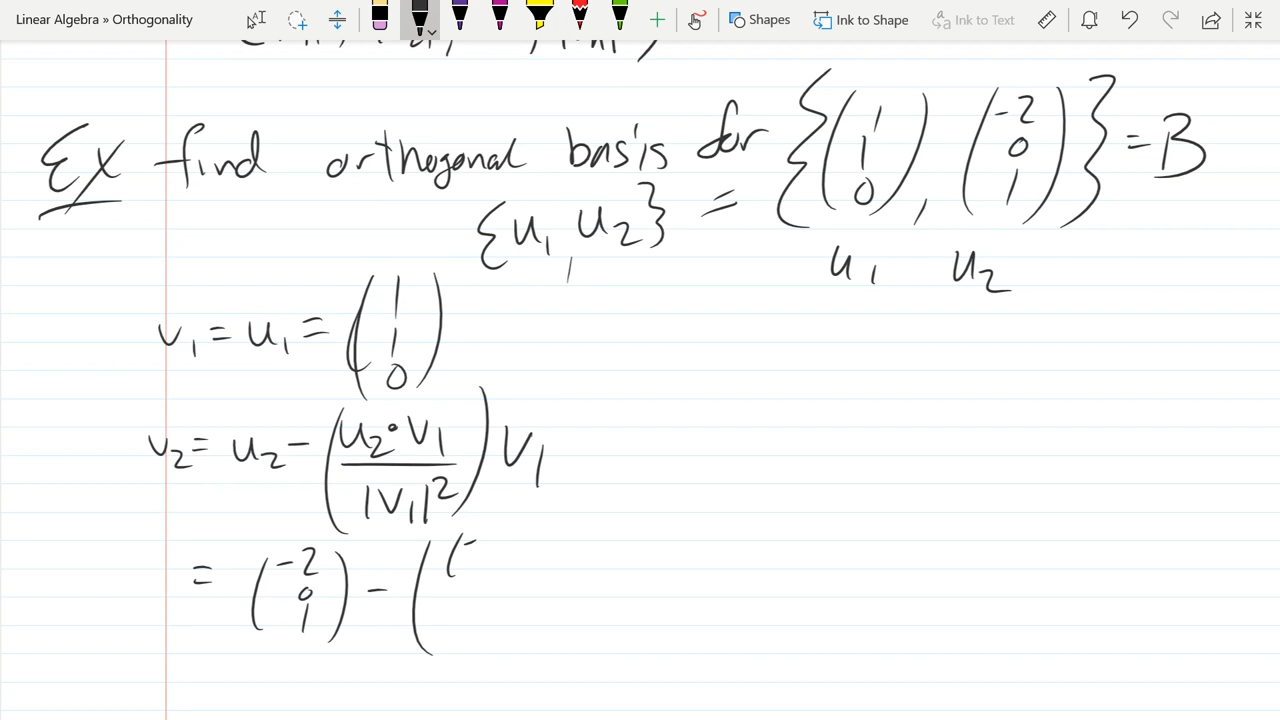 Linear Algebra » Orthogonality
Shapes
Ink to Shape
Ink to Text
Ex find orthogonal basis for {(1 1 0), (-2 0 1)} = B
{u₁, u₂} =
u₁ u₂
v₁ = u₁ = (1 1 0)
v₂ = u₂ - (u₂·v₁ / |v₁|²) v₁
= (-2 0 1) - ( (-